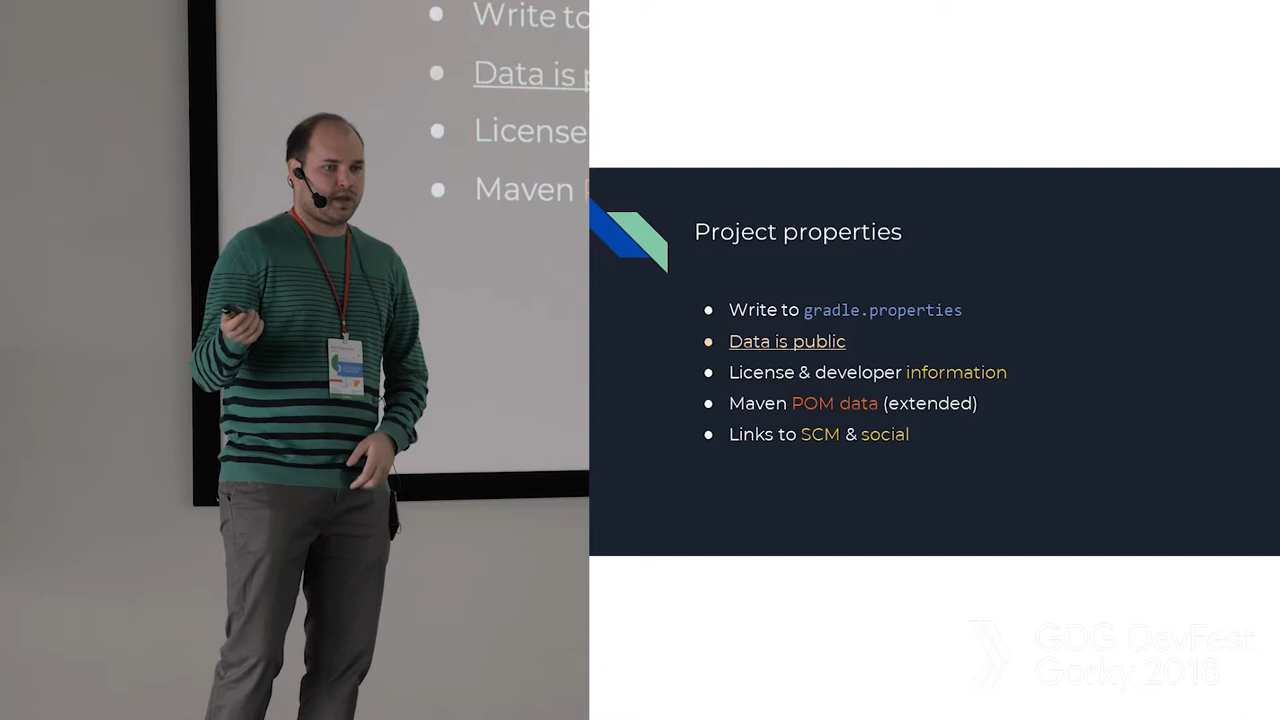 Write to
Data is
License
Maven
Project properties
Write to gradle.properties
Data is public
License & developer information
Maven POM data (extended)
Links to SCM & social
GDG DevFest
Gorky 2018